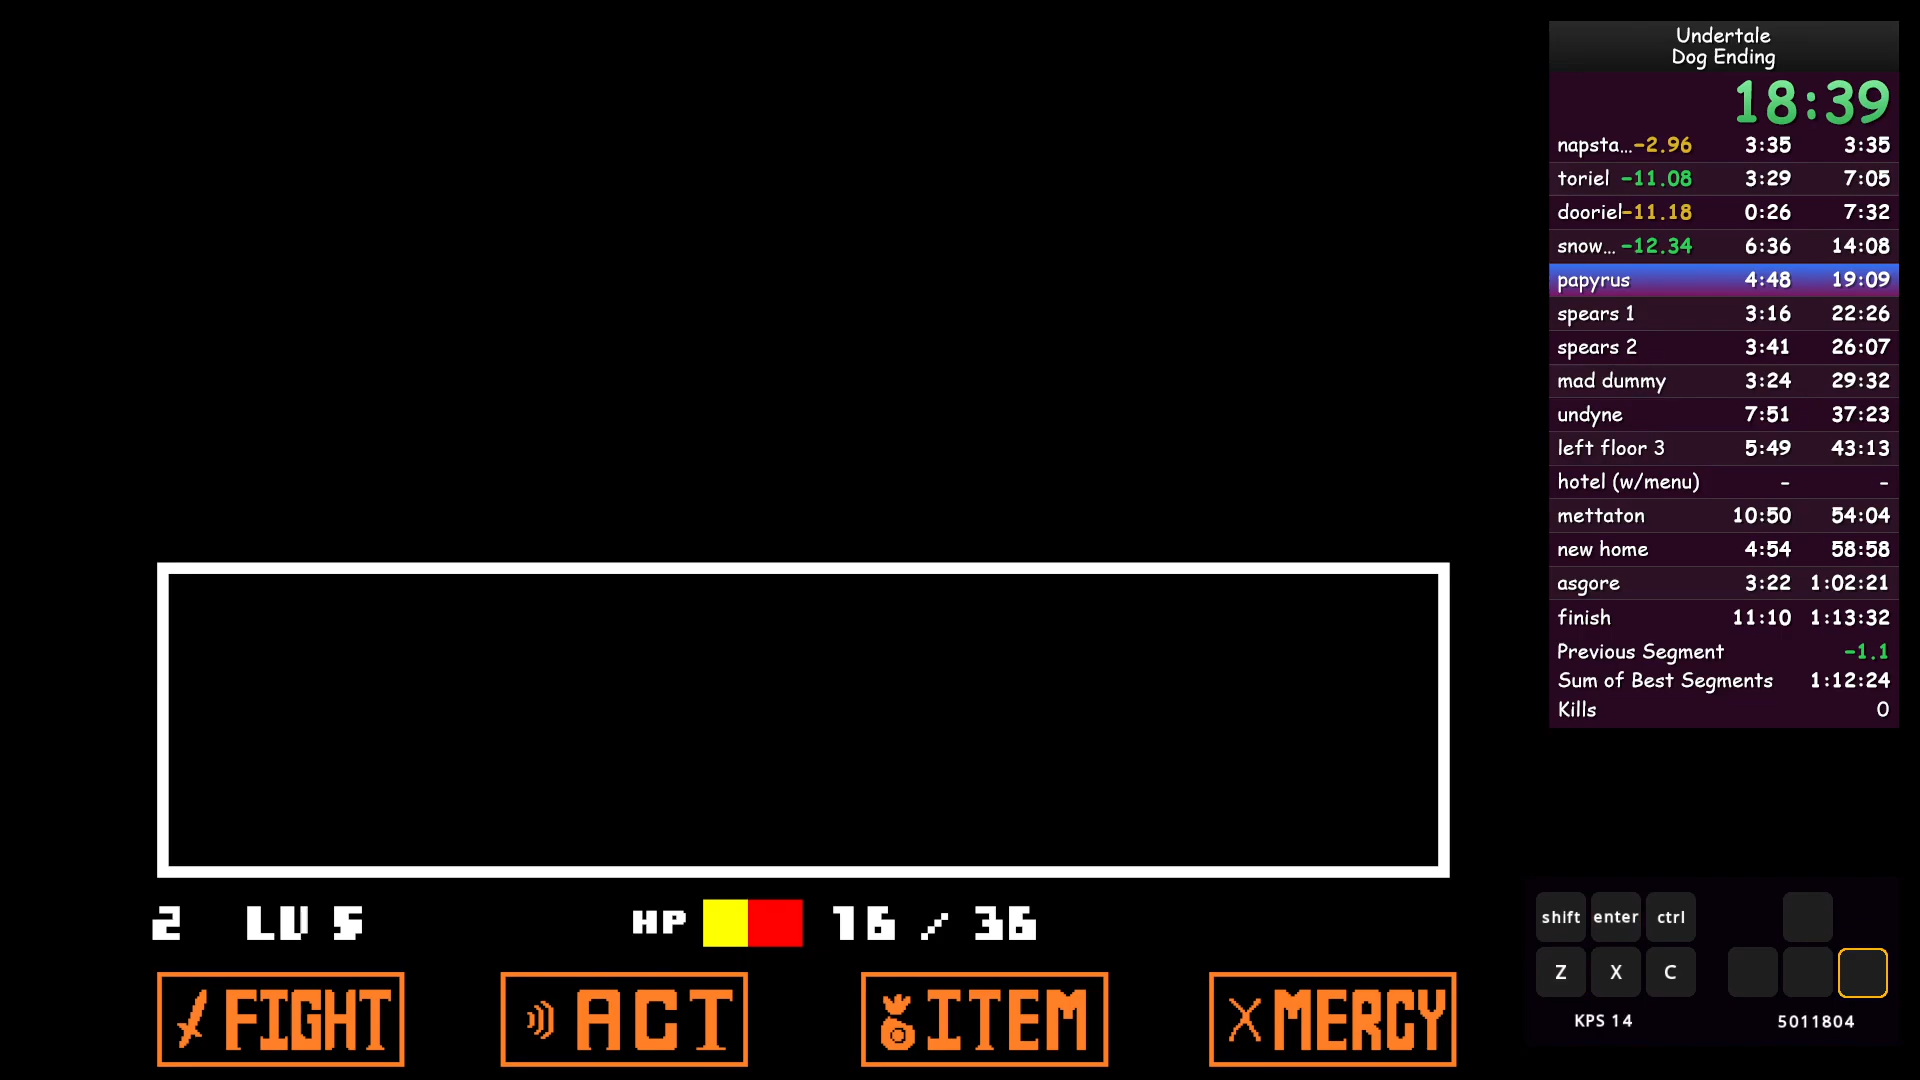 Undertale
Dog Ending
18:39
napsta... -2.96 3:35 3:35
toriel -11.08 3:29 7:05
dooriel -11.18 0:26 7:32
snow... -12.34 6:36 14:08
papyrus 4:48 19:09
spears 1 3:16 22:26
spears 2 3:41 26:07
mad dummy 3:24 29:32
undyne 7:51 37:23
left floor 3 5:49 43:13
hotel (w/menu) - -
mettaton 10:50 54:04
new home 4:54 58:58
asgore 3:22 1:02:21
finish 11:10 1:13:32
Previous Segment -1.1
Sum of Best Segments 1:12:24
Kills 0
2 LV 5 HP 16 / 36
FIGHT ACT ITEM MERCY
shift enter ctrl
Z X C
KPS 14 5011804